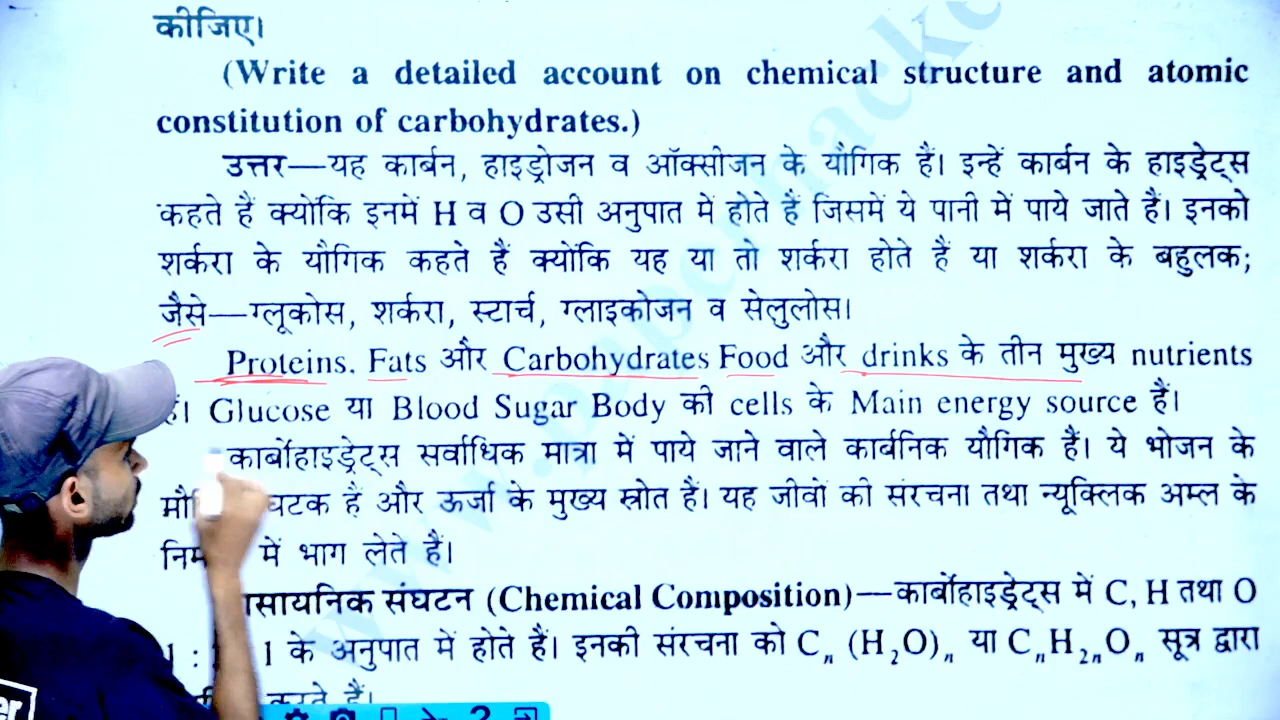 कीजिए।
(Write a detailed account on chemical structure and atomic
constitution of carbohydrates.)
उत्तर—यह कार्बन, हाइड्रोजन व ऑक्सीजन के यौगिक हैं। इन्हें कार्बन के हाइड्रेट्स
कहते हैं क्योंकि इनमें H व O उसी अनुपात में होते हैं जिसमें ये पानी में पाये जाते हैं। इनको
शर्करा के यौगिक कहते हैं क्योंकि यह या तो शर्करा होते हैं या शर्करा के बहुलक;
जैसे—ग्लूकोस, शर्करा, स्टार्च, ग्लाइकोजन व सेलुलोस।
Proteins. Fats और Carbohydrates Food और drinks के तीन मुख्य nutrients
हैं। Glucose या Blood Sugar Body की cells के Main energy source हैं।
कार्बोहाइड्रेट्स सर्वाधिक मात्रा में पाये जाने वाले कार्बनिक यौगिक हैं। ये भोजन के
घटक हैं और ऊर्जा के मुख्य स्रोत हैं। यह जीवों की संरचना तथा न्यूक्लिक अम्ल के
में भाग लेते हैं।
संघटन (Chemical Composition)—कार्बोहाइड्रेट्स में C, H तथा O
1 के अनुपात में होते हैं। इनकी संरचना को Cₙ (H₂O)ₙ या CₙH₂ₙOₙ सूत्र द्वारा
करते हैं।